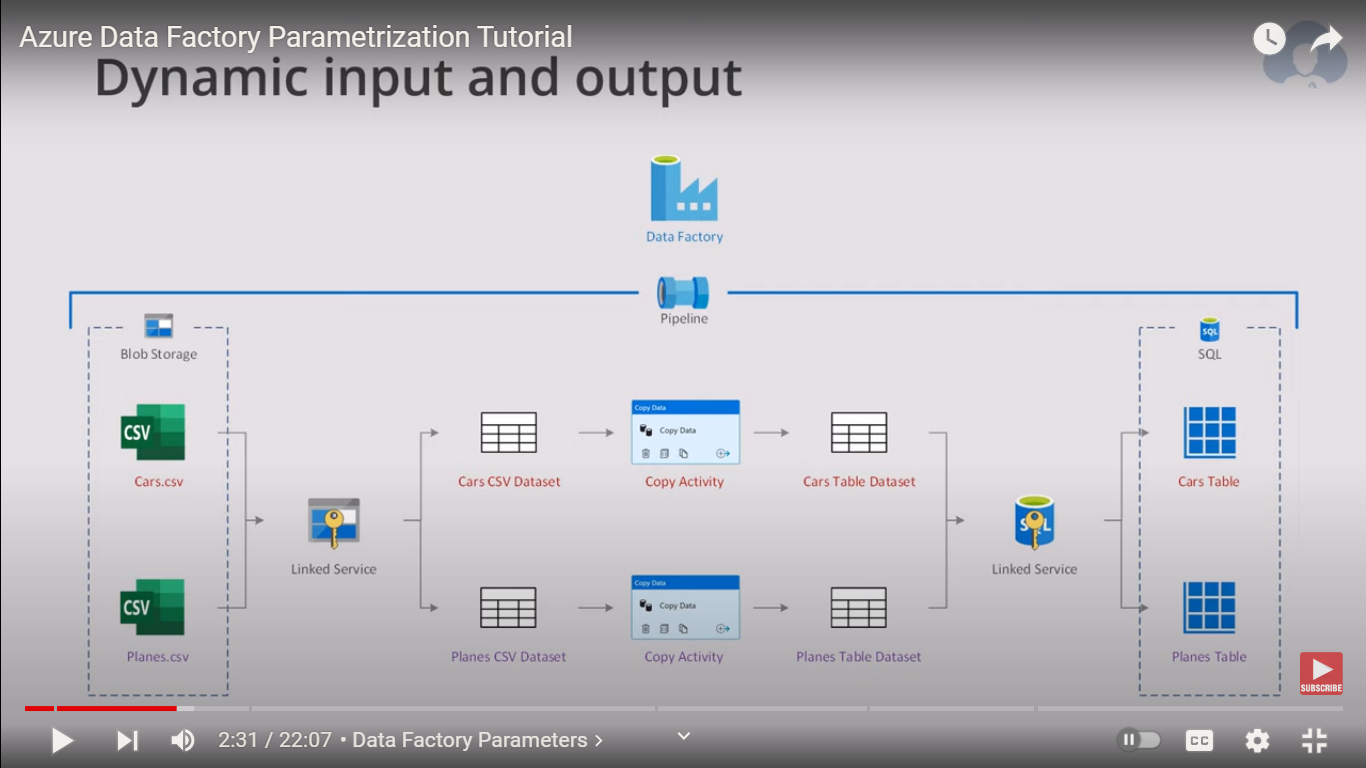 Azure Data Factory Parametrization Tutorial
Dynamic input and output
Data Factory
Pipeline
Blob Storage
SQL
SQL
CSV
Cars.csv
Cars CSV Dataset
Copy Data
Copy Data
Copy Activity
Cars Table Dataset
Cars Table
Linked Service
SQL
Linked Service
CSV
Planes.csv
Planes CSV Dataset
Copy Data
Copy Data
Copy Activity
Planes Table Dataset
Planes Table
SUBSCRIBE
2:31 / 22:07 • Data Factory Parameters >
CC